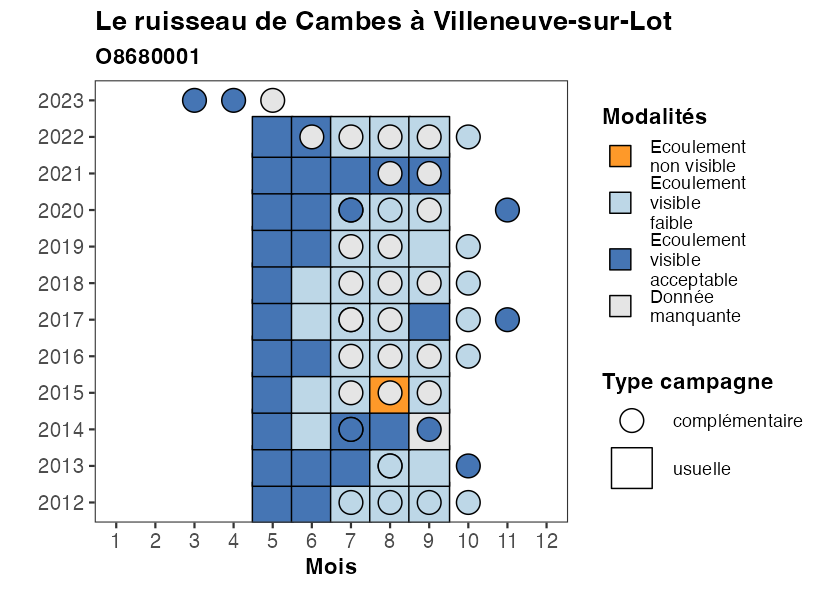 Le ruisseau de Cambes à Villeneuve-sur-Lot
O8680001
2023
2022
2021
2020
2019
2018
2017
2016
2015
2014
2013
2012
1 2 3 4 5 6 7 8 9 10 11 12
Mois
Modalités
Ecoulement
non visible
Ecoulement
visible
faible
Ecoulement
visible
acceptable
Donnée
manquante
Type campagne
complémentaire
usuelle